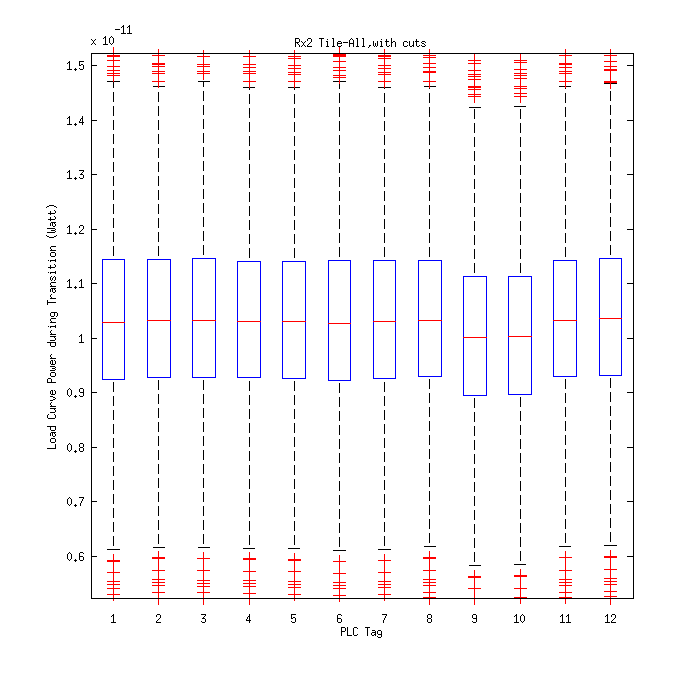 x 10^-11
Rx2 Tile-All,with cuts
1.5
1.4
1.3
1.2
1.1
1
0.9
0.8
0.7
0.6
Load Curve Power during Transition (Watt)
1 2 3 4 5 6 7 8 9 10 11 12
PLC Tag